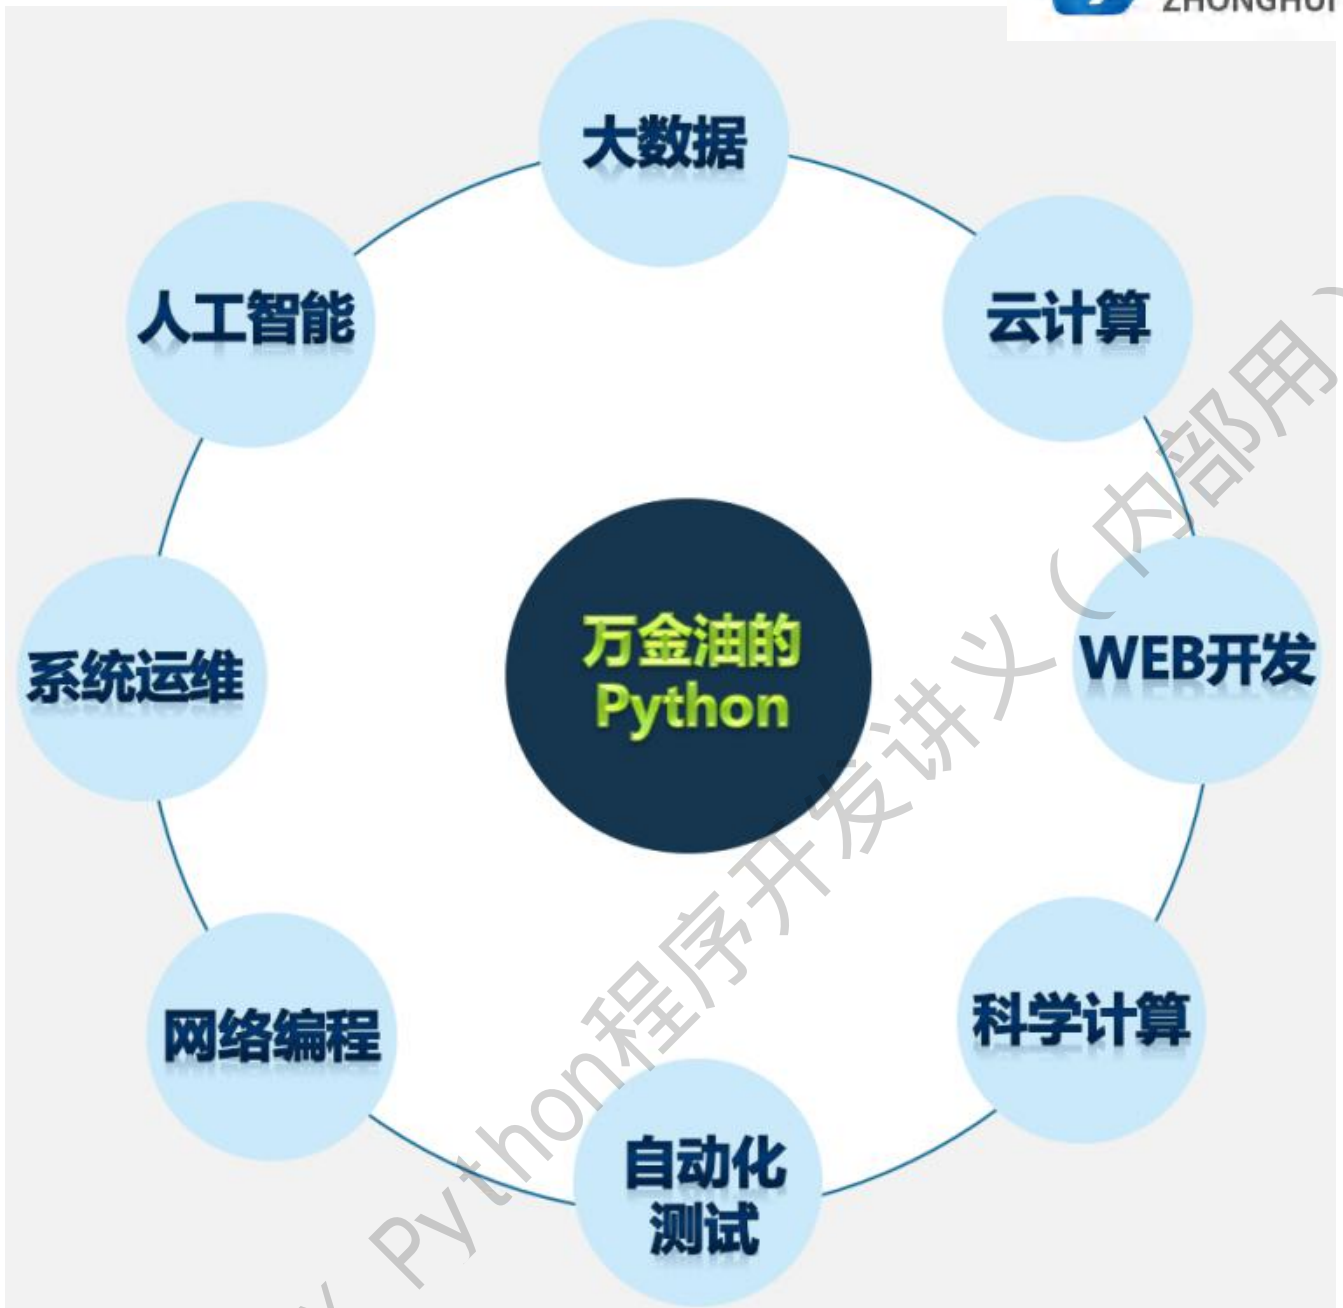 ZHONGHUI
大数据
人工智能
云计算
万金油的
Python
系统运维
WEB开发
网络编程
科学计算
自动化
测试
Python程序开发讲义（内部用）